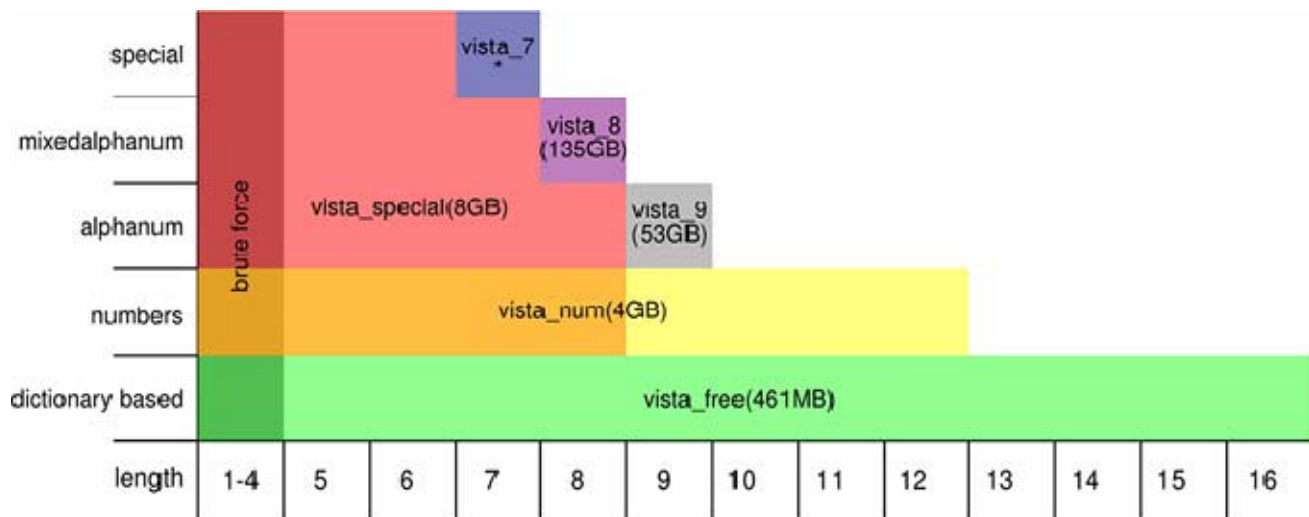 special
vista_7
*
mixedalphanum
vista_8
(135GB)
brute force
vista_special(8GB)
alphanum
vista_9
(53GB)
numbers
vista_num(4GB)
dictionary based
vista_free(461MB)
length 1-4 5 6 7 8 9 10 11 12 13 14 15 16